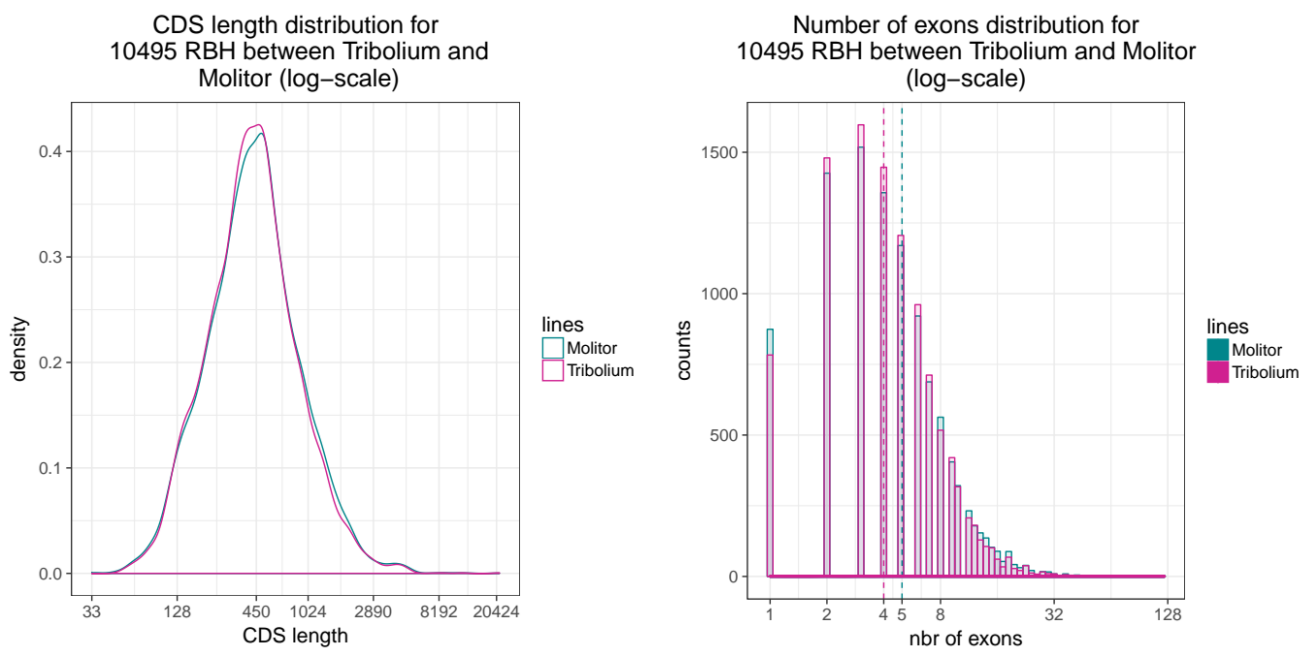 CDS length distribution for
10495 RBH between Tribolium and
Molitor (log−scale)
0.4
0.3
0.2
0.1
0.0
density
33
128
450
1024
2890
8192
20424
CDS length
lines
Molitor
Tribolium
Number of exons distribution for
10495 RBH between Tribolium and Molitor
(log−scale)
1500
1000
500
0
counts
1
2
4
5
8
32
128
nbr of exons
lines
Molitor
Tribolium